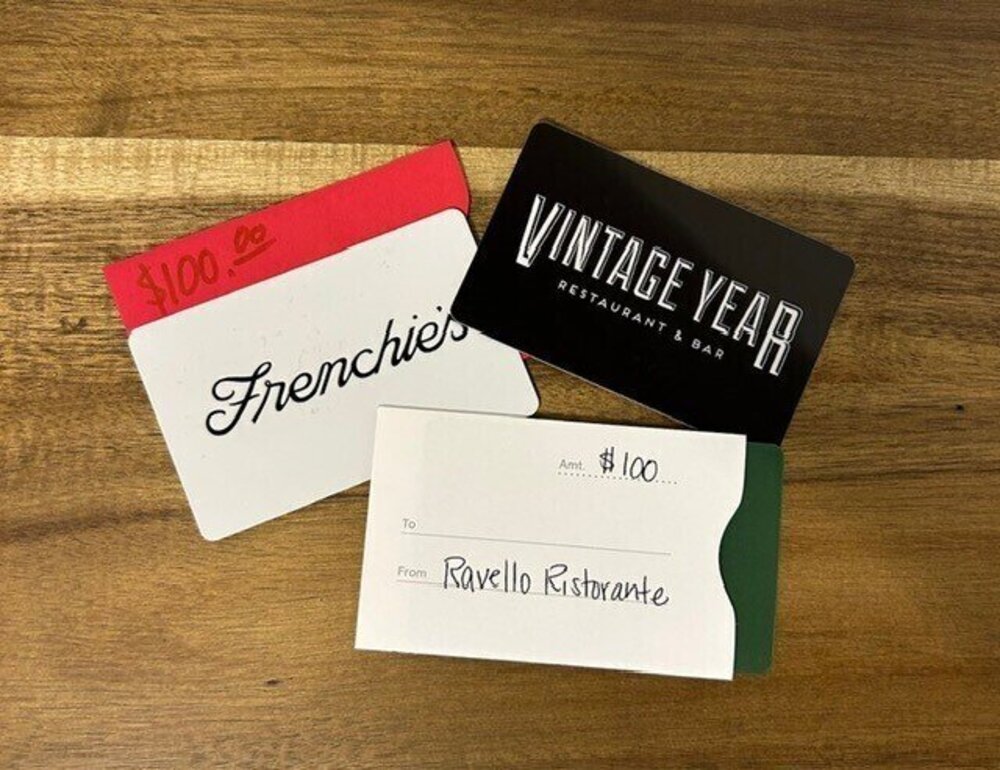 $100.00
Frenchie's
VINTAGE YEAR
RESTAURANT & BAR
Amt. $100
To
From Ravello Ristorante